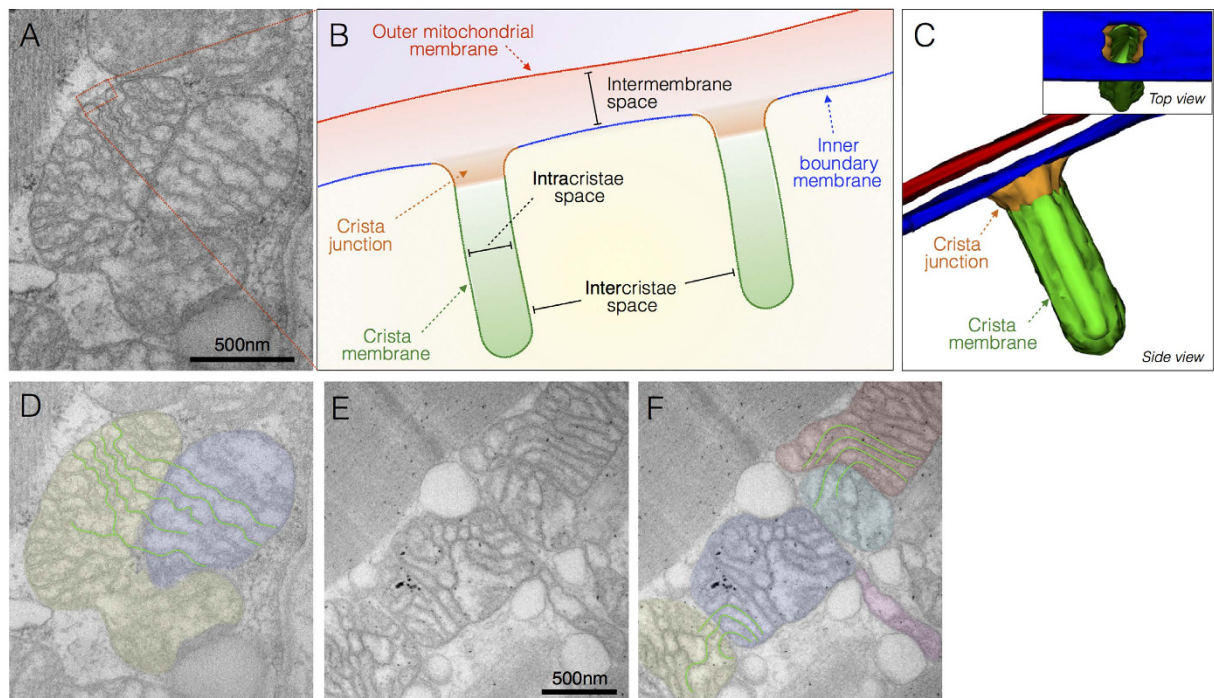 A
500nm
B
Outer mitochondrial
membrane
Intermembrane
space
Inner
boundary
membrane
Intracristae
space
Crista
junction
Intercristae
space
Crista
membrane
C
Top view
Crista
junction
Crista
membrane
Side view
D
E
500nm
F